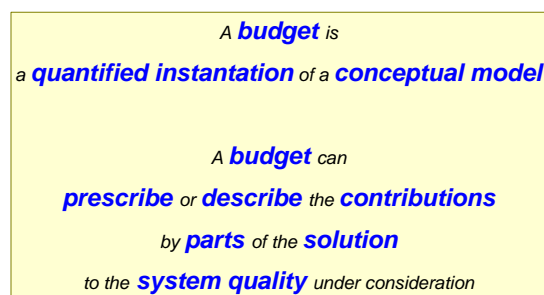 A budget is
a quantified instantation of a conceptual model
A budget can
prescribe or describe the contributions
by parts of the solution
to the system quality under consideration